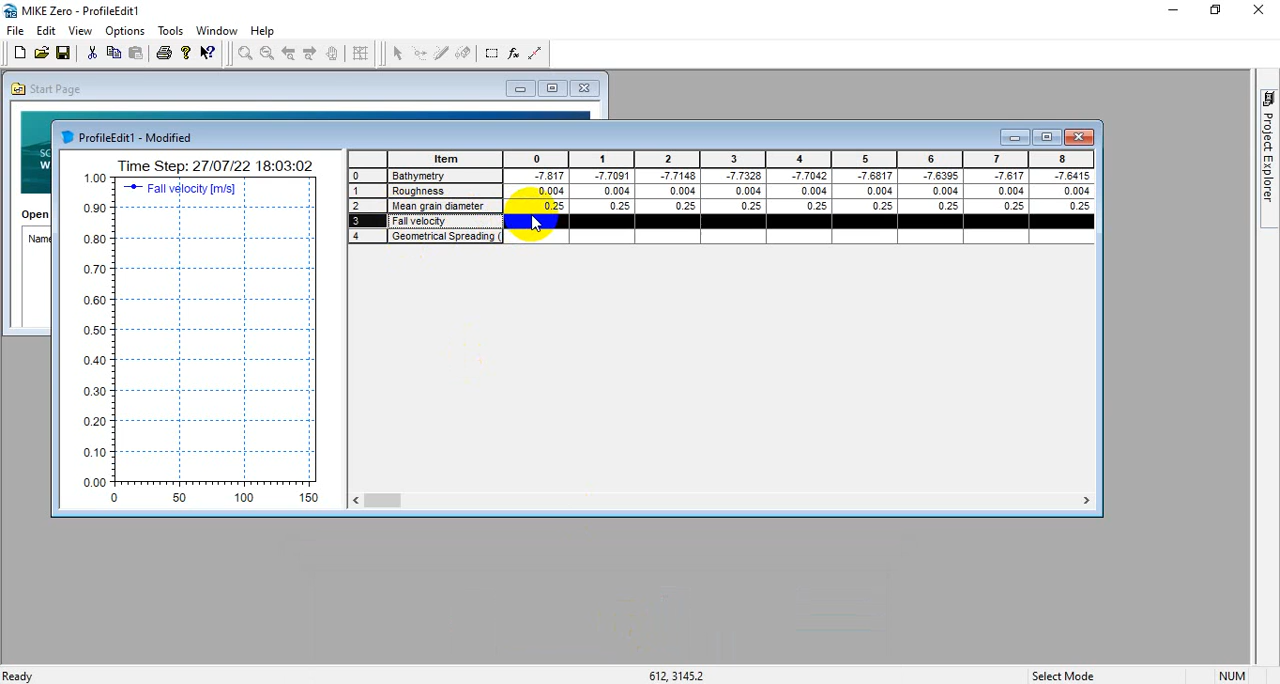 MIKE Zero - ProfileEdit1
File Edit View Options Tools Window Help
Start Page
Project Explorer
ProfileEdit1 - Modified
SC
W
Open
Name
Time Step: 27/07/22 18:03:02
Fall velocity [m/s]
1.00
0.90
0.80
0.70
0.60
0.50
0.40
0.30
0.20
0.10
0.00
0 50 100 150
Item 0 1 2 3 4 5 6 7 8
0 Bathymetry -7.817 -7.7091 -7.7148 -7.7328 -7.7042 -7.6817 -7.6395 -7.617 -7.6415
1 Roughness 0.004 0.004 0.004 0.004 0.004 0.004 0.004 0.004 0.004
2 Mean grain diameter 0.25 0.25 0.25 0.25 0.25 0.25 0.25 0.25 0.25
3 Fall velocity
4 Geometrical Spreading (
Ready 612, 3145.2 Select Mode NUM